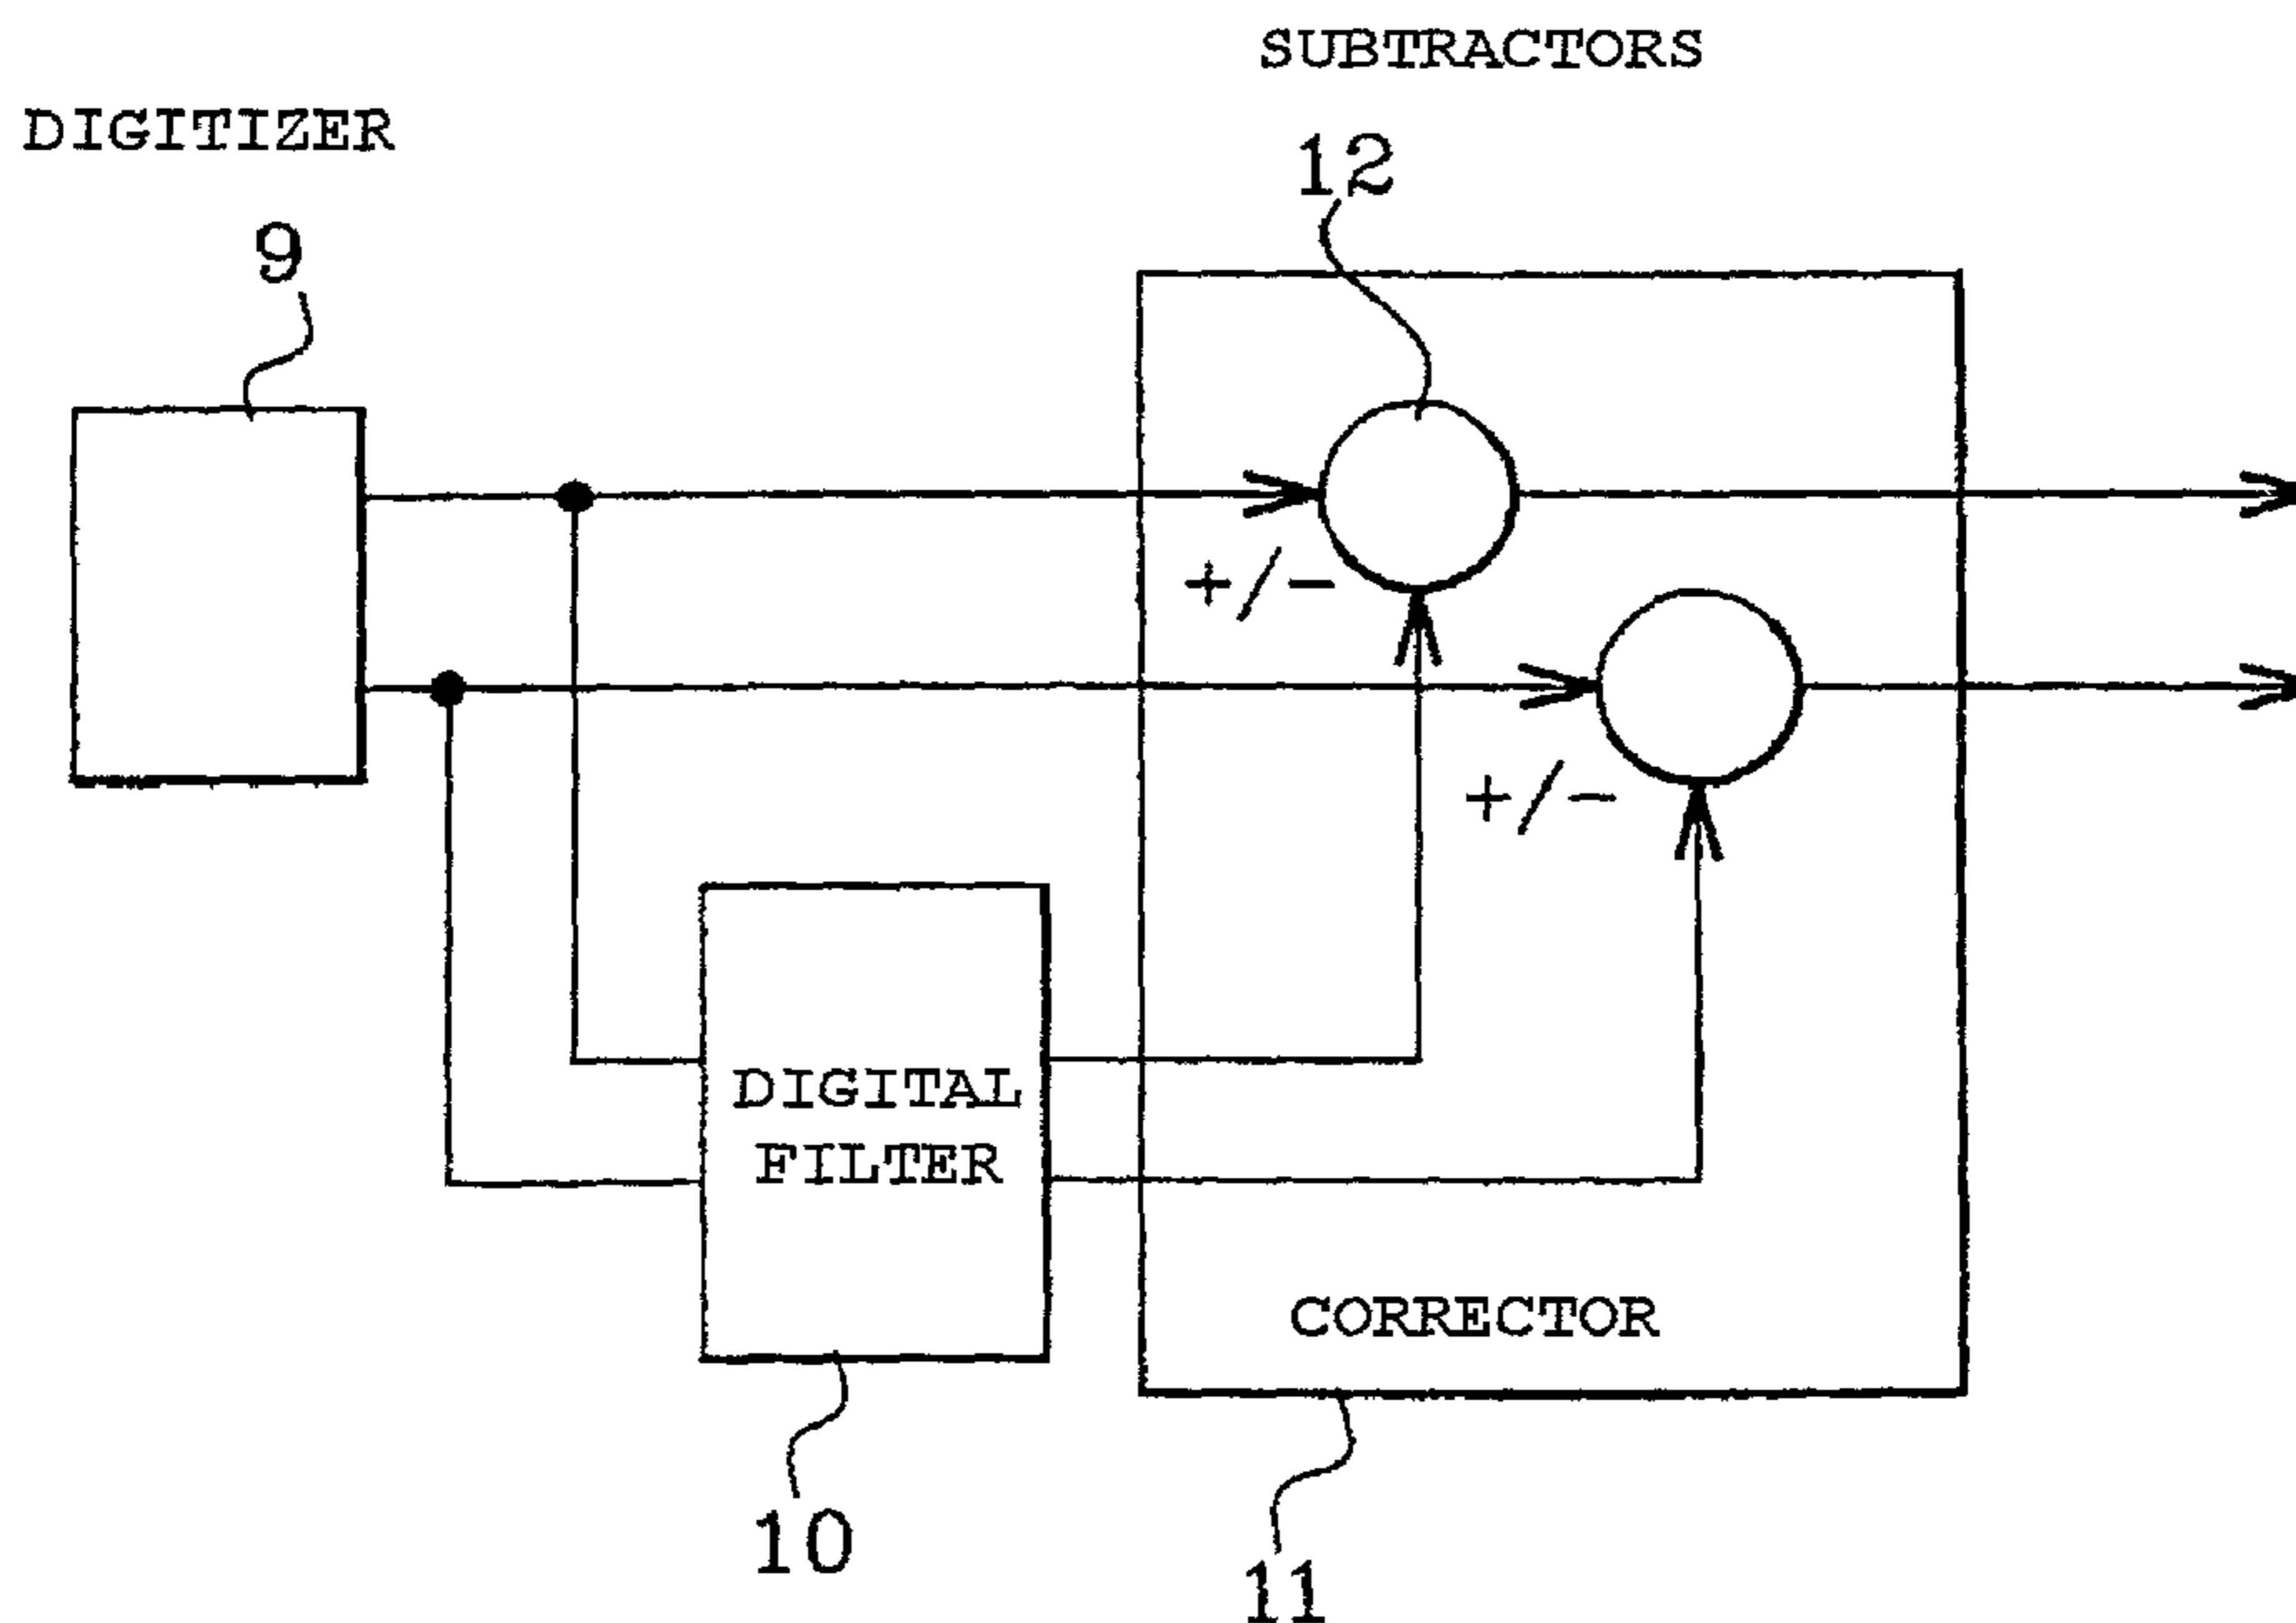 SUBTRACTORS
DIGITIZER
12
9
+/-
+/-
DIGITAL
FILTER
CORRECTOR
10
11